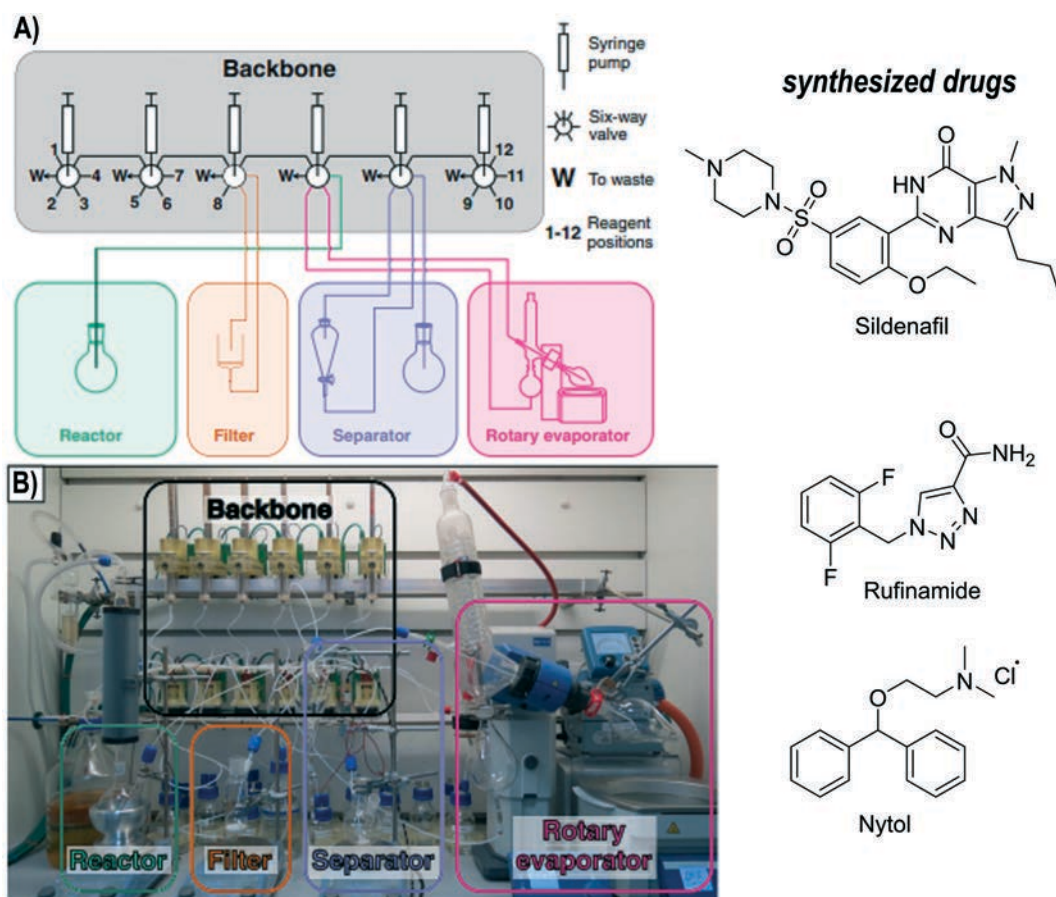 A)
Backbone
1
12
W
4
W
7
W
W
W
W
11
2
3
5
6
8
9
10
Syringe
pump
Six-way
valve
W
To waste
1-12
Reagent
positions
Reactor
Filter
Separator
Rotary evaporator
B)
Backbone
Reactor
Filter
Separator
Rotary
evaporator
synthesized drugs
O
N
N
HN
N
N
O
S
O
N
N
O
Sildenafil
O
NH₂
F
N
N
N
F
Rufinamide
O
N
Cl
Nytol